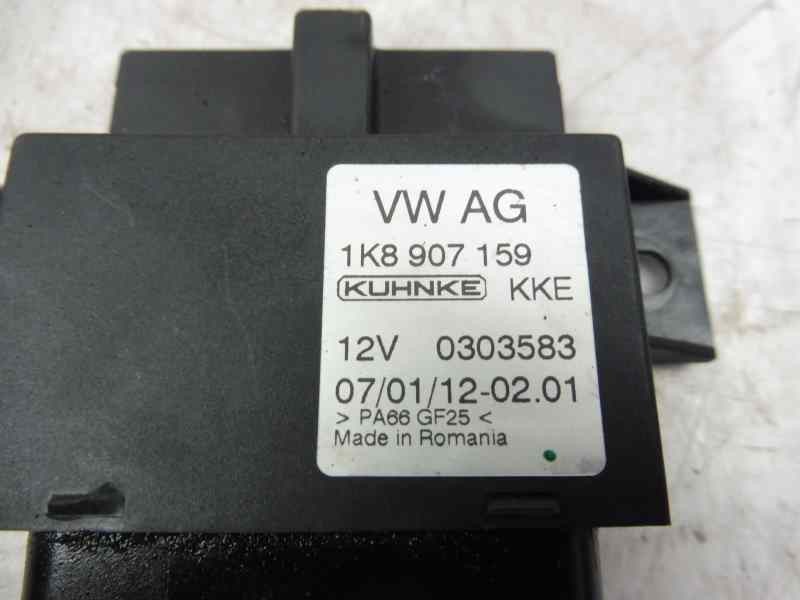 VW AG
1K8 907 159
KUHNKE KKE
12V 0303583
07/01/12-02.01
> PA66 GF25 <
Made in Romania